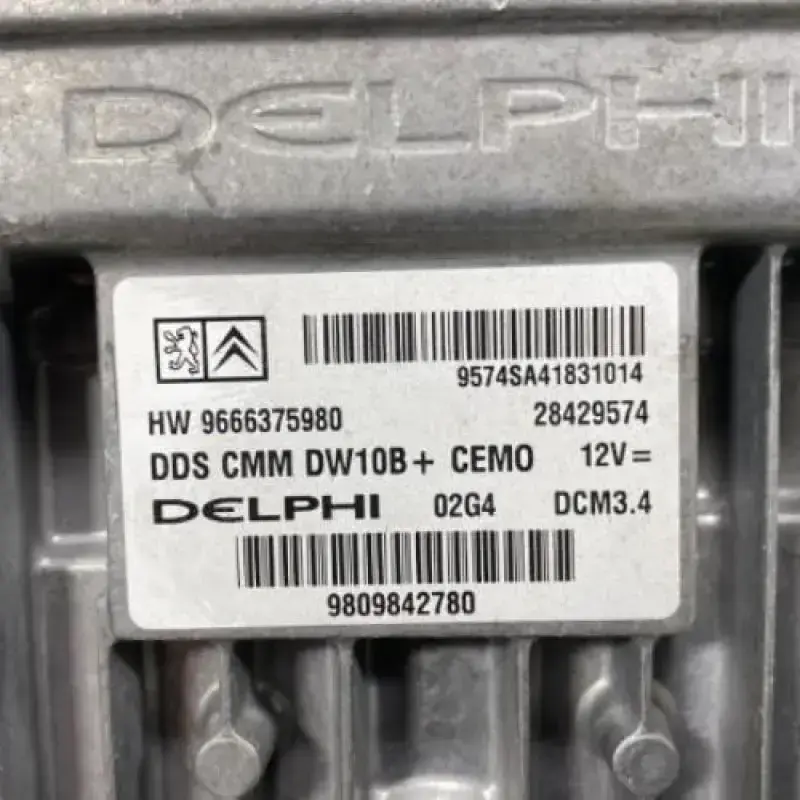 DELPHI
9574SA41831014
HW 9666375980 28429574
DDS CMM DW10B+ CEMO 12V=
DELPHI 02G4 DCM3.4
9809842780